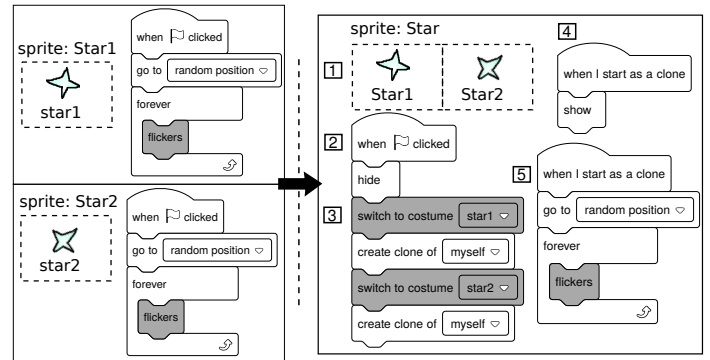 sprite: Star1
star1
when clicked
go to random position
forever
flickers
sprite: Star2
star2
when clicked
go to random position
forever
flickers
sprite: Star
1
Star1 Star2
2
when clicked
hide
3
switch to costume star1
create clone of myself
switch to costume star2
create clone of myself
4
when I start as a clone
show
5
when I start as a clone
go to random position
forever
flickers